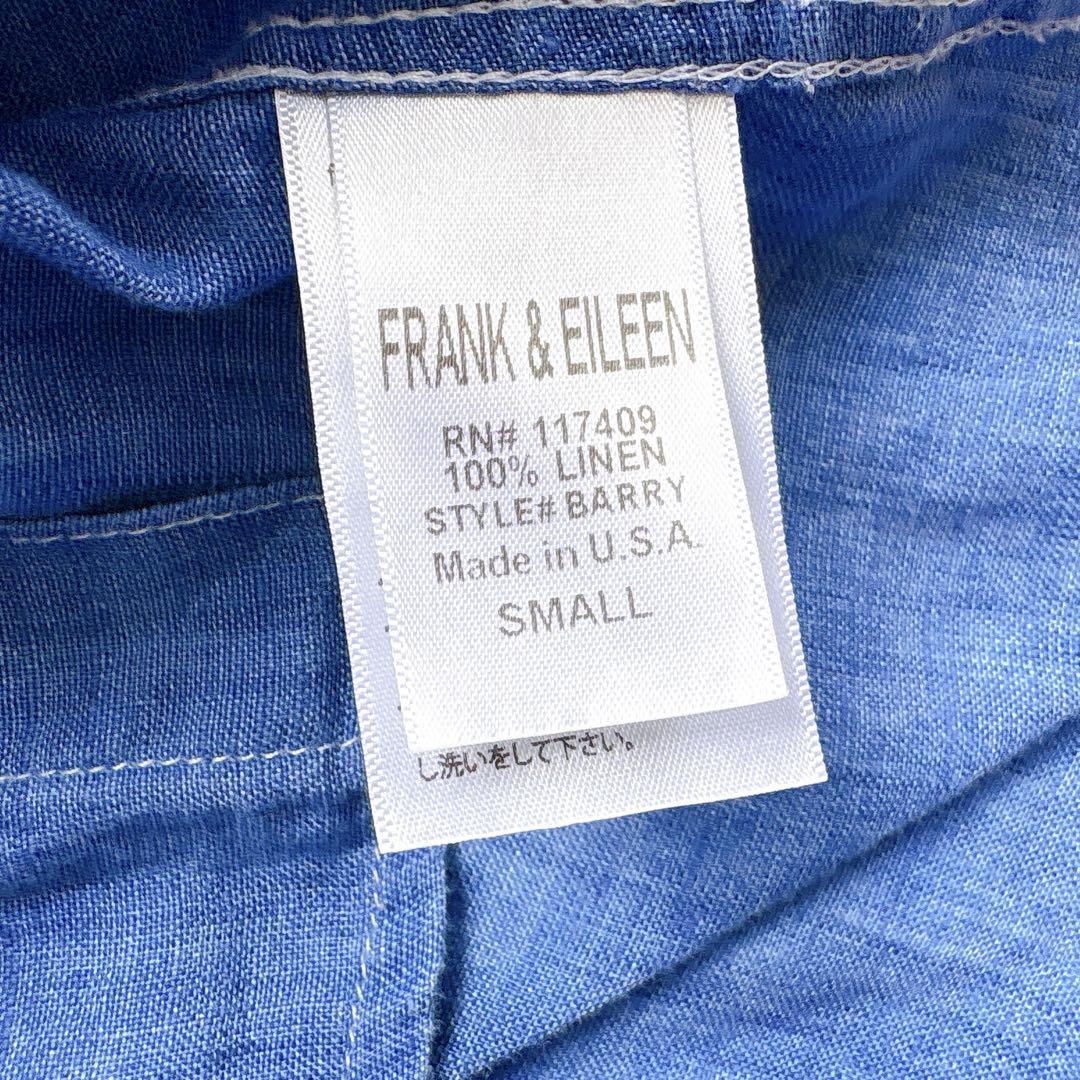 FRANK & EILEEN
RN# 117409
100% LINEN
STYLE# BARRY
Made in U.S.A.
SMALL
し洗いをして下さい。